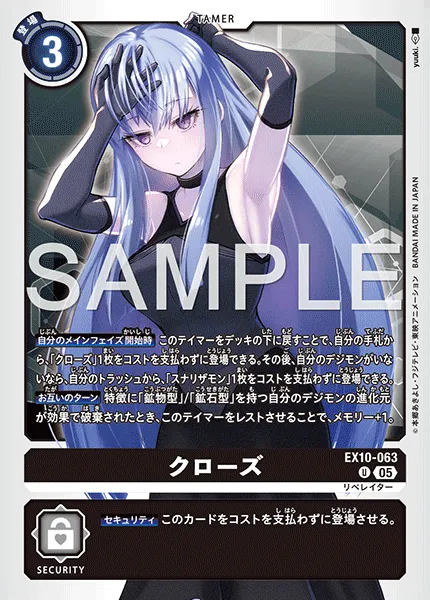 TAMER
登場
3
yuuki.
SAMPLE
自分のメインフェイズ開始時 このテイマーをデッキの下に戻すことで、自分の手札か
ら、「クローズ」1枚をコストを支払わずに登場できる。その後、自分のデジモンがいな
いなら、自分のトラッシュから、「スナリザモン」1枚をコストを支払わずに登場できる。
お互いのターン 特徴に「鉱物型」/「鉱石型」を持つ自分のデジモンの進化元
が効果で破棄されたとき、このテイマーをレストさせることで、メモリー+1。
©本郷あきよし・フジテレビ・東映アニメーション BANDAI MADE IN JAPAN
クローズ
EX10-063
U 05
リベレイター
セキュリティ このカードをコストを支払わずに登場させる。
SECURITY